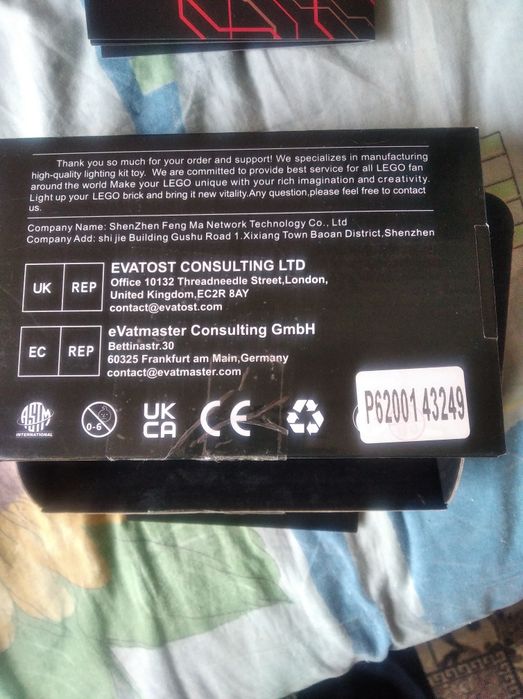 Thank you so much for your order and support! We specializes in manufacturing
high-quality lighting kit toy. We are committed to provide best service for all LEGO fan
around the world Make your LEGO unique with your rich imagination and creativity.
Light up your LEGO brick and bring it new vitality.Any question,please feel free to contact
us.
Company Name: ShenZhen Feng Ma Network Technology Co., Ltd
Company Add: shi jie Building Gushu Road 1.Xixiang Town Baoan District,Shenzhen
UK REP
EVATOST CONSULTING LTD
Office 10132 Threadneedle Street,London,
United Kingdom,EC2R 8AY
contact@evatost.com
EC REP
eVatmaster Consulting GmbH
Bettinastr.30
60325 Frankfurt am Main,Germany
contact@evatmaster.com
ASTM
INTERNATIONAL
0-6
UK
CA
CE
P62001 43249